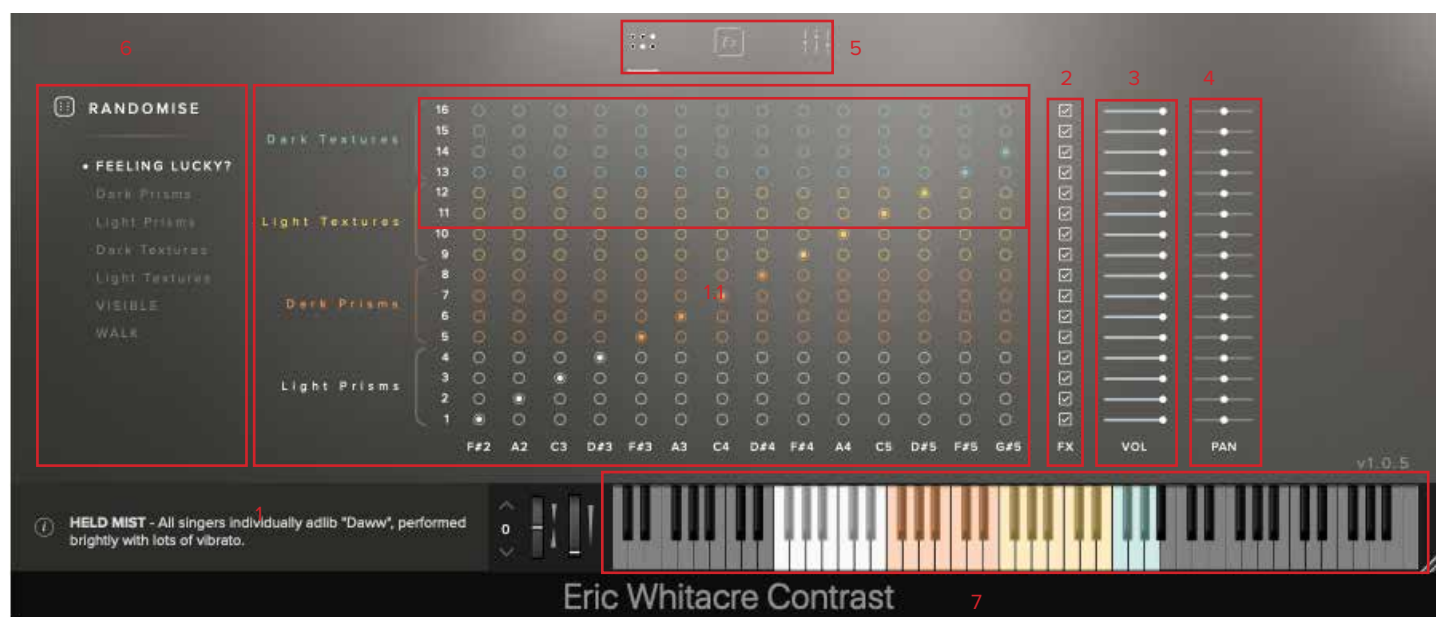 6
5
2
3
4
RANDOMISE
• FEELING LUCKY?
Dark Prisms
Light Prisms
Dark Textures
Light Textures
VISIBLE
WALK
Dark Textures
Light Textures
Dark Prisms
Light Prisms
16
15
14
13
12
11
10
9
8
7
6
5
4
3
2
1
1.1
F#2 A2 C3 D#3 F#3 A3 C4 D#4 F#4 A4 C5 D#5 F#5 G#5 FX VOL PAN
v1.0.5
1
HELD MIST - All singers individually adlib "Daww", performed
brightly with lots of vibrato.
0
Eric Whitacre Contrast
7